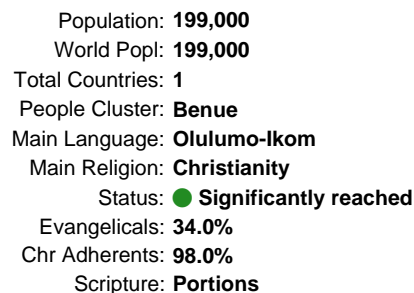 Population: 199,000
World Popl: 199,000
Total Countries: 1
People Cluster: Benue
Main Language: Olulumo-Ikom
Main Religion: Christianity
Status: Significantly reached
Evangelicals: 34.0%
Chr Adherents: 98.0%
Scripture: Portions